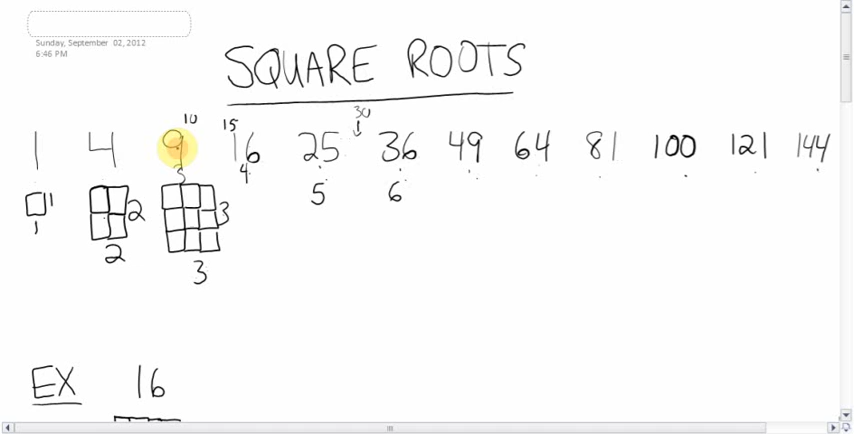 Sunday, September 02, 2012
6:46 PM
SQUARE ROOTS
10 15 30
1 4 9 16 25 36 49 64 81 100 121 144
3 4
1 2 3 5 6
1 2 3
EX 16